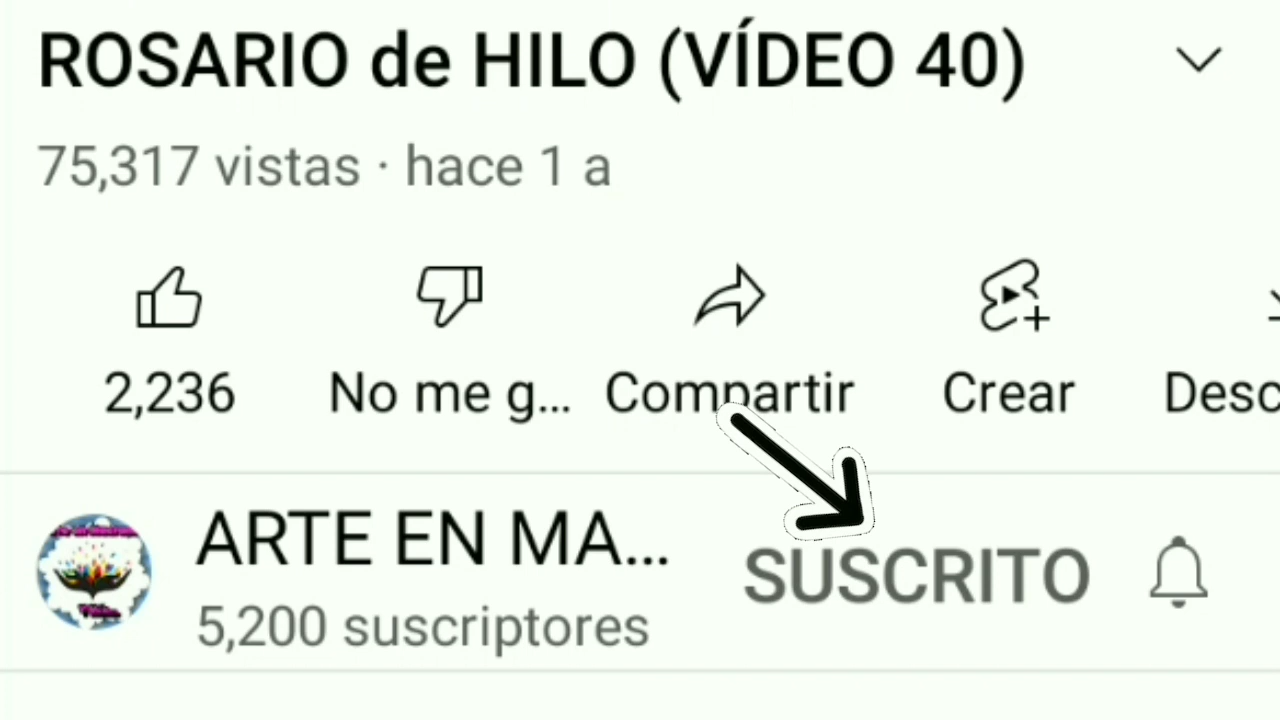 ROSARIO de HILO (VÍDEO 40)
75,317 vistas · hace 1 a
2,236 No me g... Compartir Crear Desc
ARTE EN MA... SUSCRITO
5,200 suscriptores